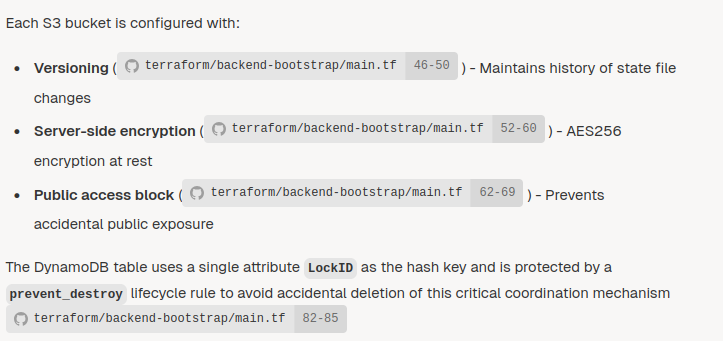 Each S3 bucket is configured with:
Versioning ( terraform/backend-bootstrap/main.tf 46-50 ) - Maintains history of state file
changes
Server-side encryption ( terraform/backend-bootstrap/main.tf 52-60 ) - AES256
encryption at rest
Public access block ( terraform/backend-bootstrap/main.tf 62-69 ) - Prevents
accidental public exposure
The DynamoDB table uses a single attribute LockID as the hash key and is protected by a
prevent_destroy lifecycle rule to avoid accidental deletion of this critical coordination mechanism
terraform/backend-bootstrap/main.tf 82-85